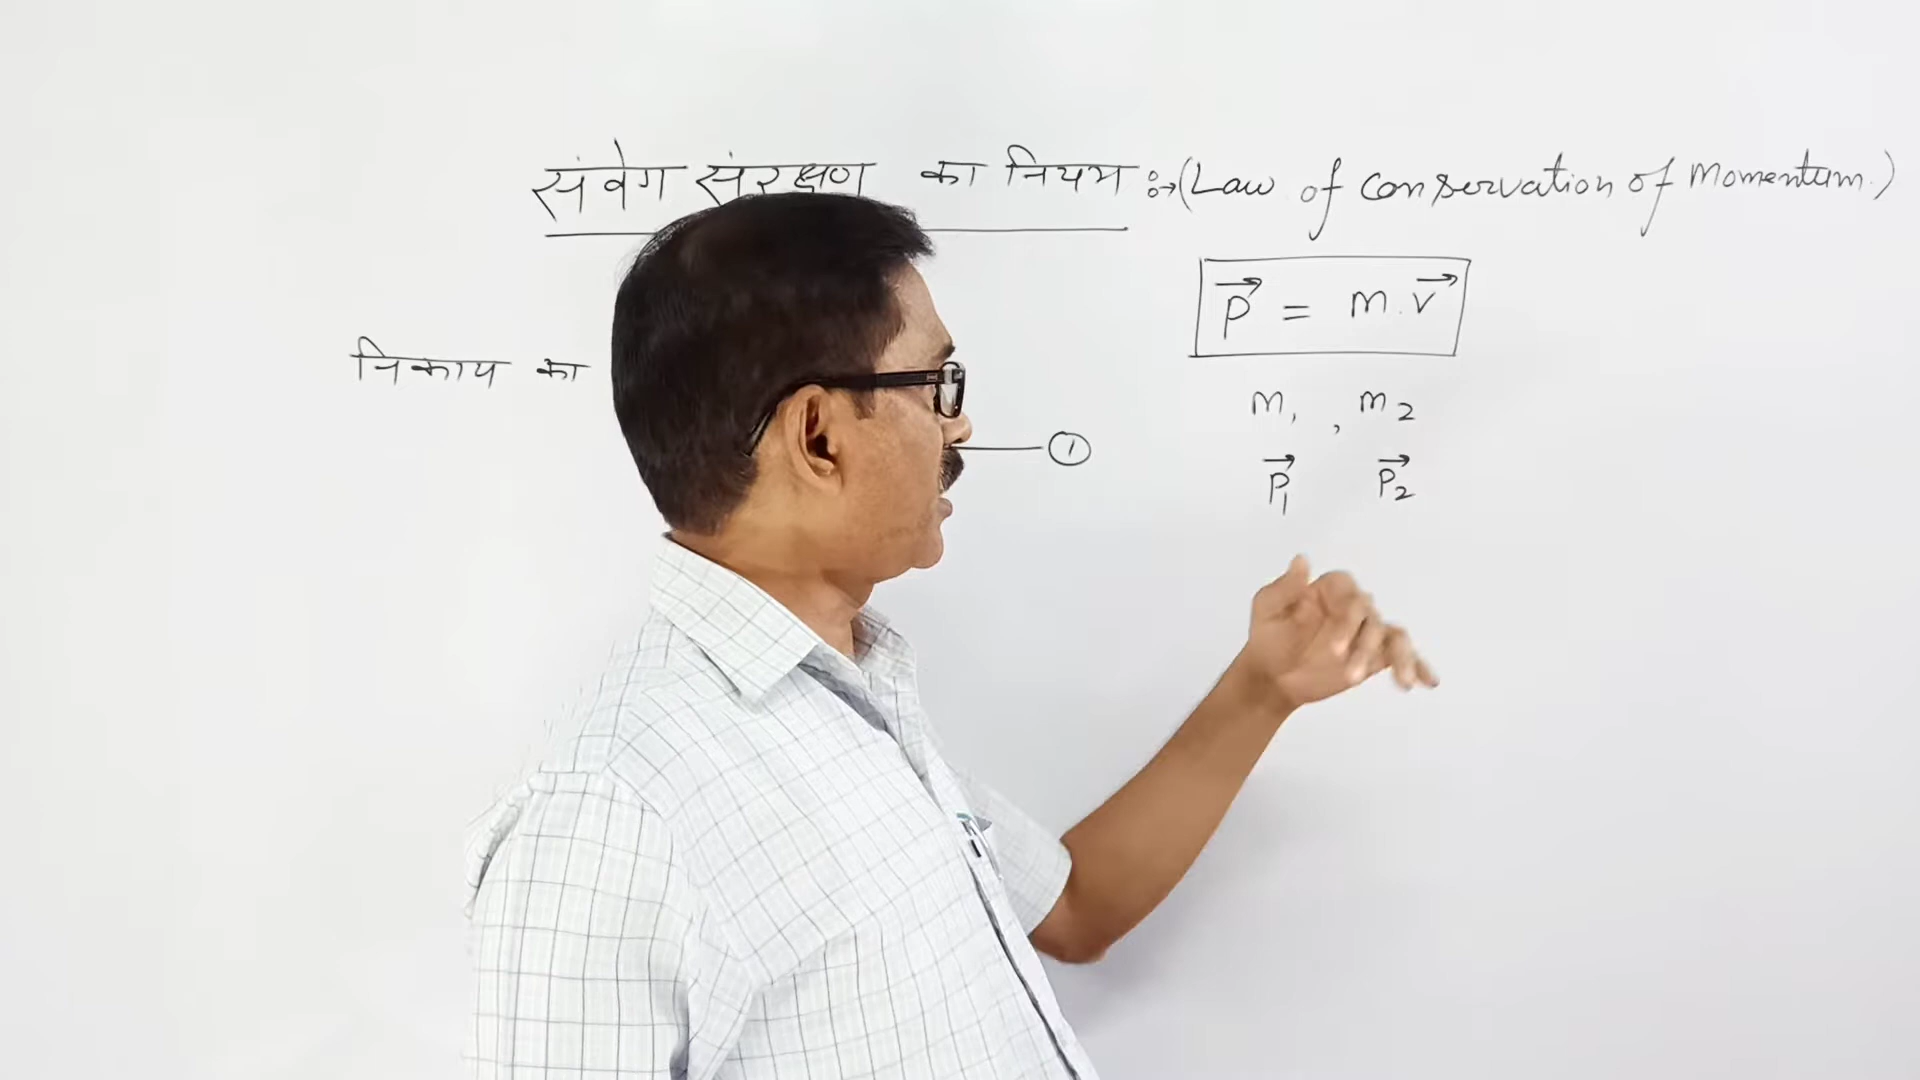 संवेग संरक्षण का नियम :→ (Law of conservation of Momentum.)
p⃗ = m.v⃗
निकाय का
m₁, m₂
①
p⃗₁ p⃗₂